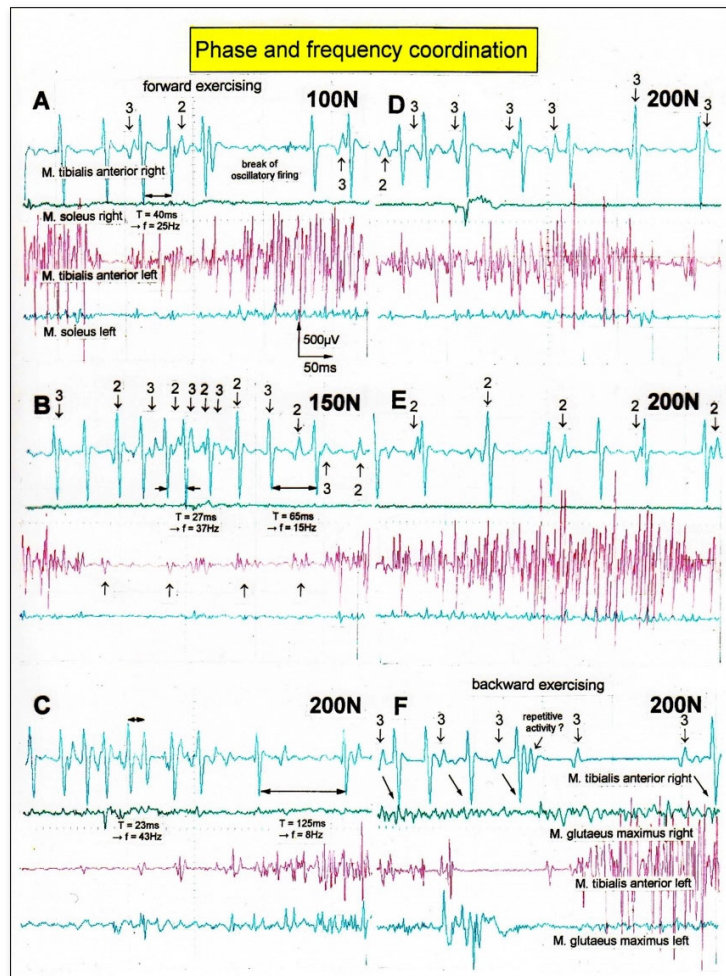 Phase and frequency coordination
A
forward exercising
100N
3
2
M. tibialis anterior right
break of
oscillatory firing
3
M. soleus right
T = 40ms
→ f = 25Hz
M. tibialis anterior left
M. soleus left
500µV
50ms
D
200N
3
3
3
3
3
3
2
B
150N
3
2
3
2
3
2
3
2
3
2
3
2
T = 27ms
→ f = 37Hz
T = 65ms
→ f = 15Hz
E
200N
2
2
2
2
2
C
200N
T = 23ms
→ f = 43Hz
T = 125ms
→ f = 8Hz
backward exercising
F
200N
3
3
3
repetitive
activity ?
3
3
M. tibialis anterior right
M. glutaeus maximus right
M. tibialis anterior left
M. glutaeus maximus left